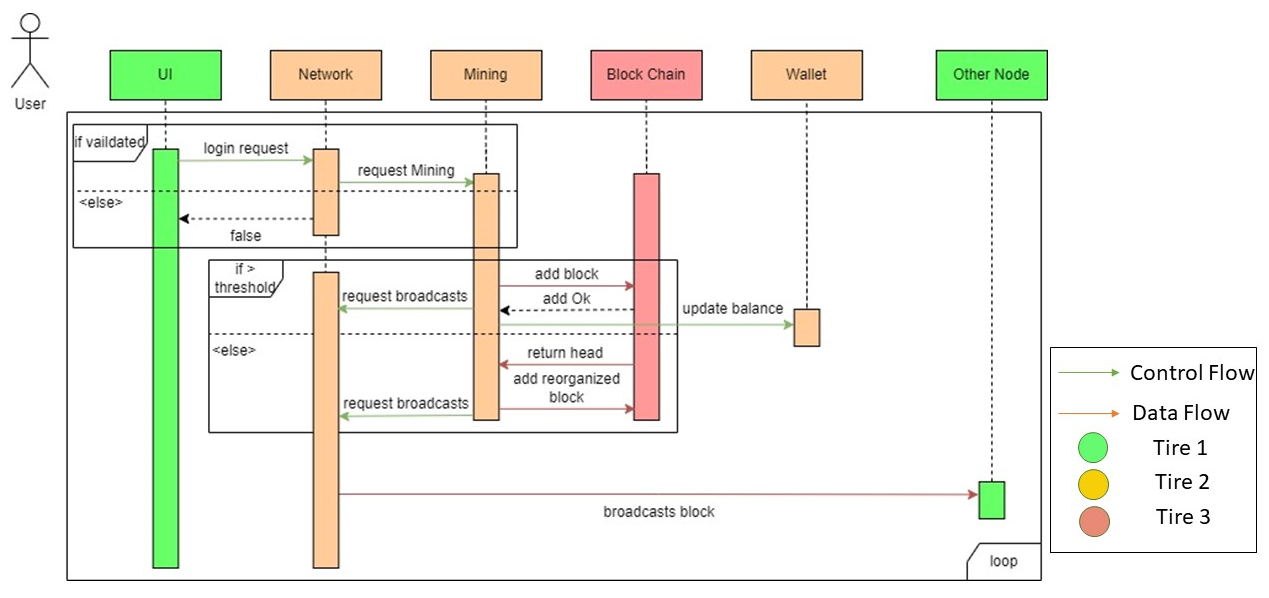 User
UI
Network
Mining
Block Chain
Wallet
Other Node
if vaildated
login request
request Mining
<else>
false
if >
threshold
add block
request broadcasts
add Ok
update balance
<else>
return head
add reorganized
block
request broadcasts
broadcasts block
loop
Control Flow
Data Flow
Tire 1
Tire 2
Tire 3